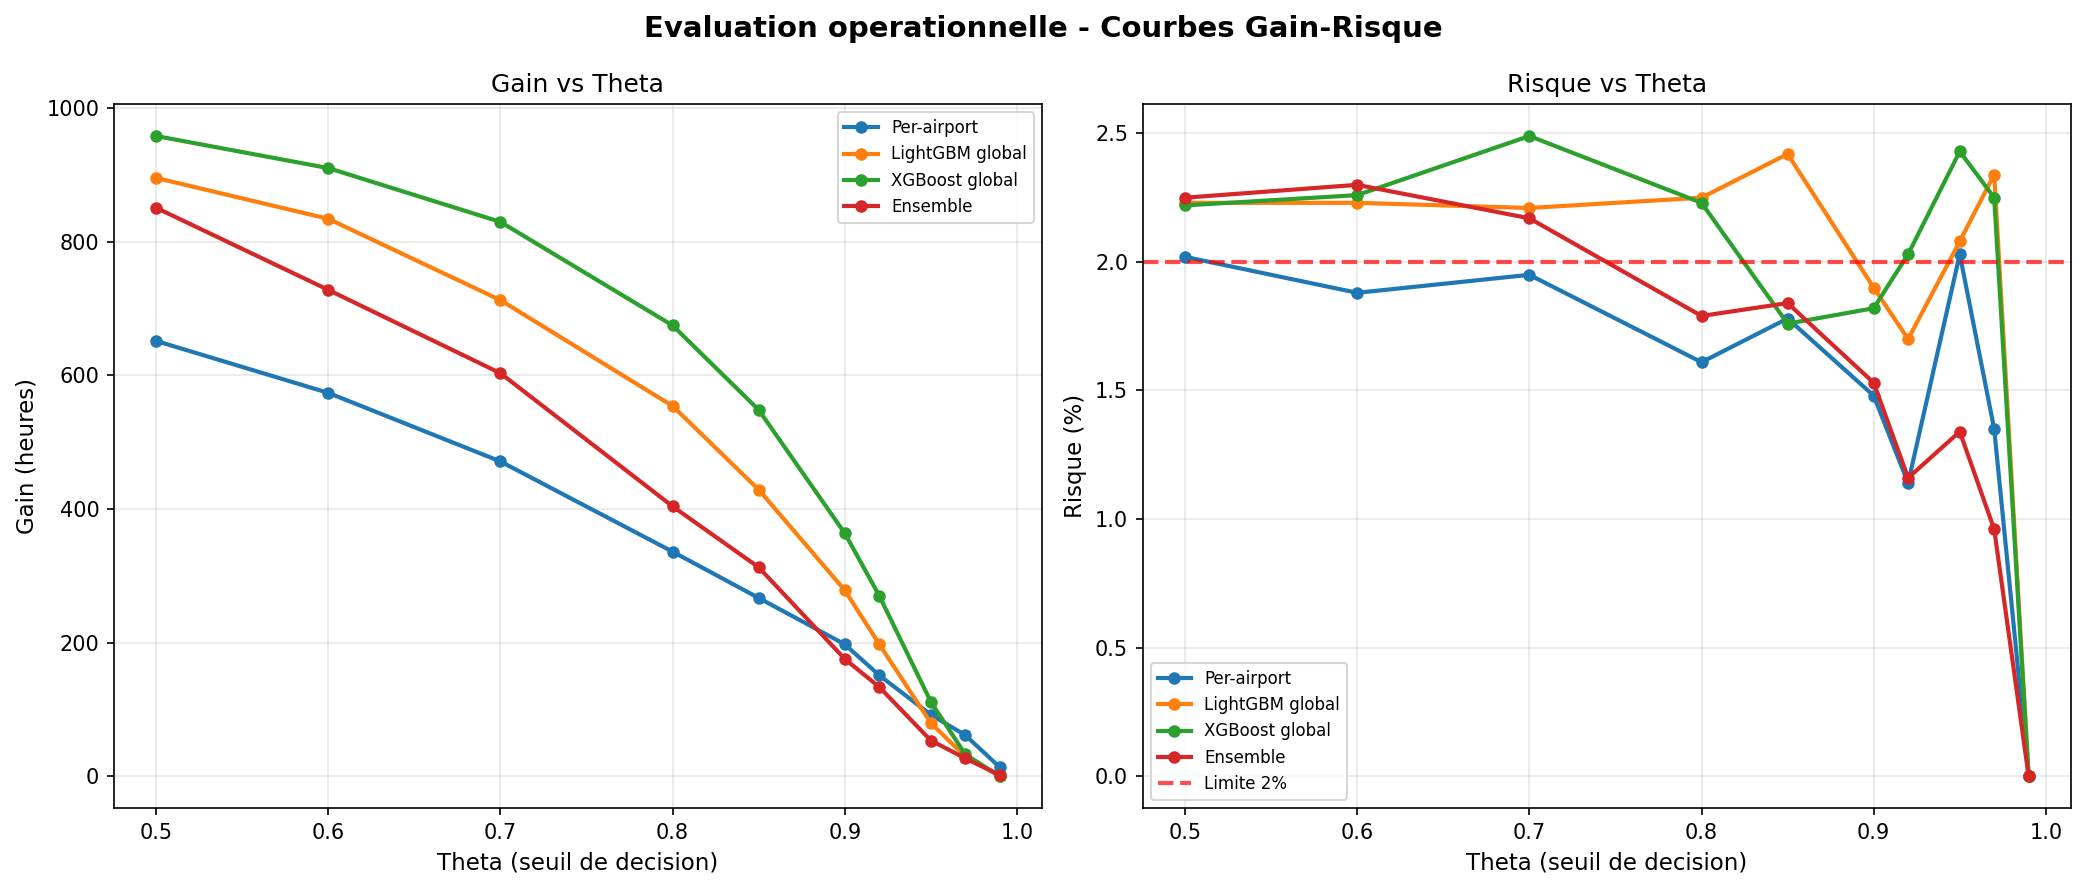 Evaluation operationnelle - Courbes Gain-Risque
Gain vs Theta
Gain (heures)
1000
800
600
400
200
0
0.5 0.6 0.7 0.8 0.9 1.0
Theta (seuil de decision)
Per-airport
LightGBM global
XGBoost global
Ensemble
Risque vs Theta
Risque (%)
2.5
2.0
1.5
1.0
0.5
0.0
0.5 0.6 0.7 0.8 0.9 1.0
Theta (seuil de decision)
Per-airport
LightGBM global
XGBoost global
Ensemble
Limite 2%